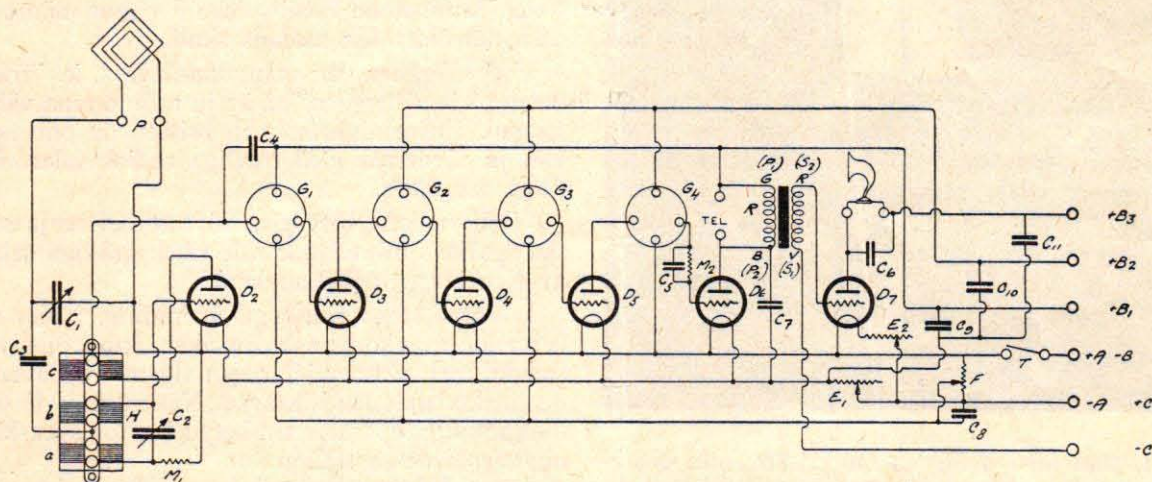 P.
C4
G1
G2
G3
G4
(P1) (S2)
G R
TEL
R
B V
(P2) (S1)
+B3
C11
+B2
C10
+B1
C9
C6
C5
M2
D2
D3
D4
D5
D6
D7
C7
E2
C1
C3
+A -B
T
F
E1
-A +C
C8
c
b
H
a
C2
M1
-C